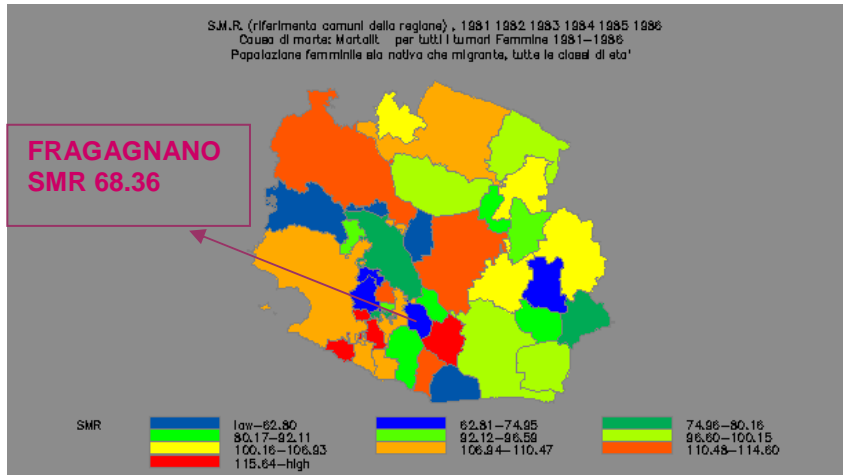 S.M.R. (riferimento comuni della regione) , 1981 1982 1983 1984 1985 1986
Causa di morte: Mortalit per tutti i tumori Femmine 1981-1986
Popolazione femminile sia nativa che migrante, tutte le classi di eta'
FRAGAGNANO
SMR 68.36
SMR
low-62.80 62.81-74.95 74.96-80.16
80.17-92.11 92.12-96.59 96.60-100.15
100.16-106.93 106.94-110.47 110.48-114.60
115.64-high